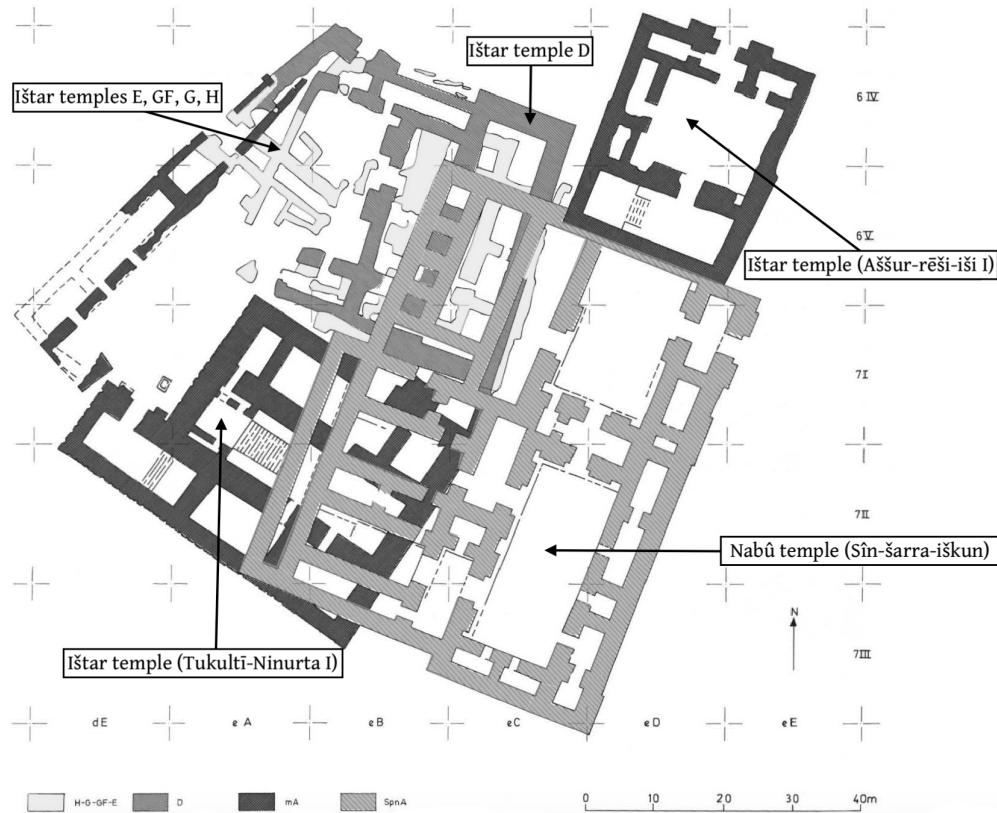 Ištar temple D
Ištar temples E, GF, G, H
6 IV
6 V
Ištar temple (Aššur-rēši-iši I)
7 I
7 II
Nabû temple (Sîn-šarra-iškun)
N
Ištar temple (Tukultī-Ninurta I)
7 III
dE eA eB eC eD eE
H-G-GF-E D mA SpnA
0 10 20 30 40m